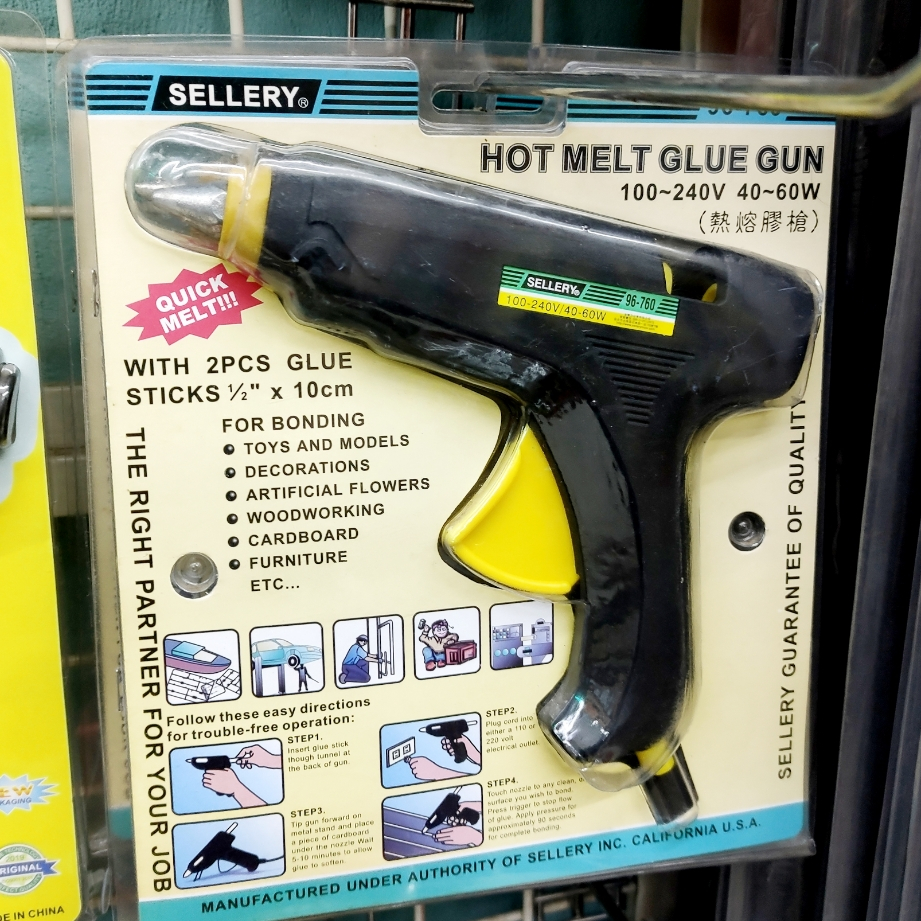 SELLERY®
HOT MELT GLUE GUN
100~240V 40~60W
(熱熔膠槍)
SELLERY®
96-760
100-240V/40-60W
QUICK
MELT!!!
WITH 2PCS GLUE
STICKS ½" x 10cm
FOR BONDING
TOYS AND MODELS
DECORATIONS
ARTIFICIAL FLOWERS
WOODWORKING
CARDBOARD
FURNITURE
ETC...
THE RIGHT PARTNER FOR YOUR JOB
SELLERY GUARANTEE OF QUALITY
Follow these easy directions
for trouble-free operation:
STEP1.
Insert glue stick
though tunnel at
the back of gun.
STEP2.
Plug cord into
either a 110 or
220 volt
electrical outlet.
STEP3.
Tip gun forward on
metal stand and place
a piece of cardboard
under the nozzle Wait
5-10 minutes to allow
glue to soften.
STEP4.
Touch nozzle to any clean,
surface you wish to bond.
Press trigger to stop flow
of glue. Apply pressure for
approximately 90 seconds
for complete bonding.
MANUFACTURED UNDER AUTHORITY OF SELLERY INC. CALIFORNIA U.S.A.
ORIGINAL
IN CHINA